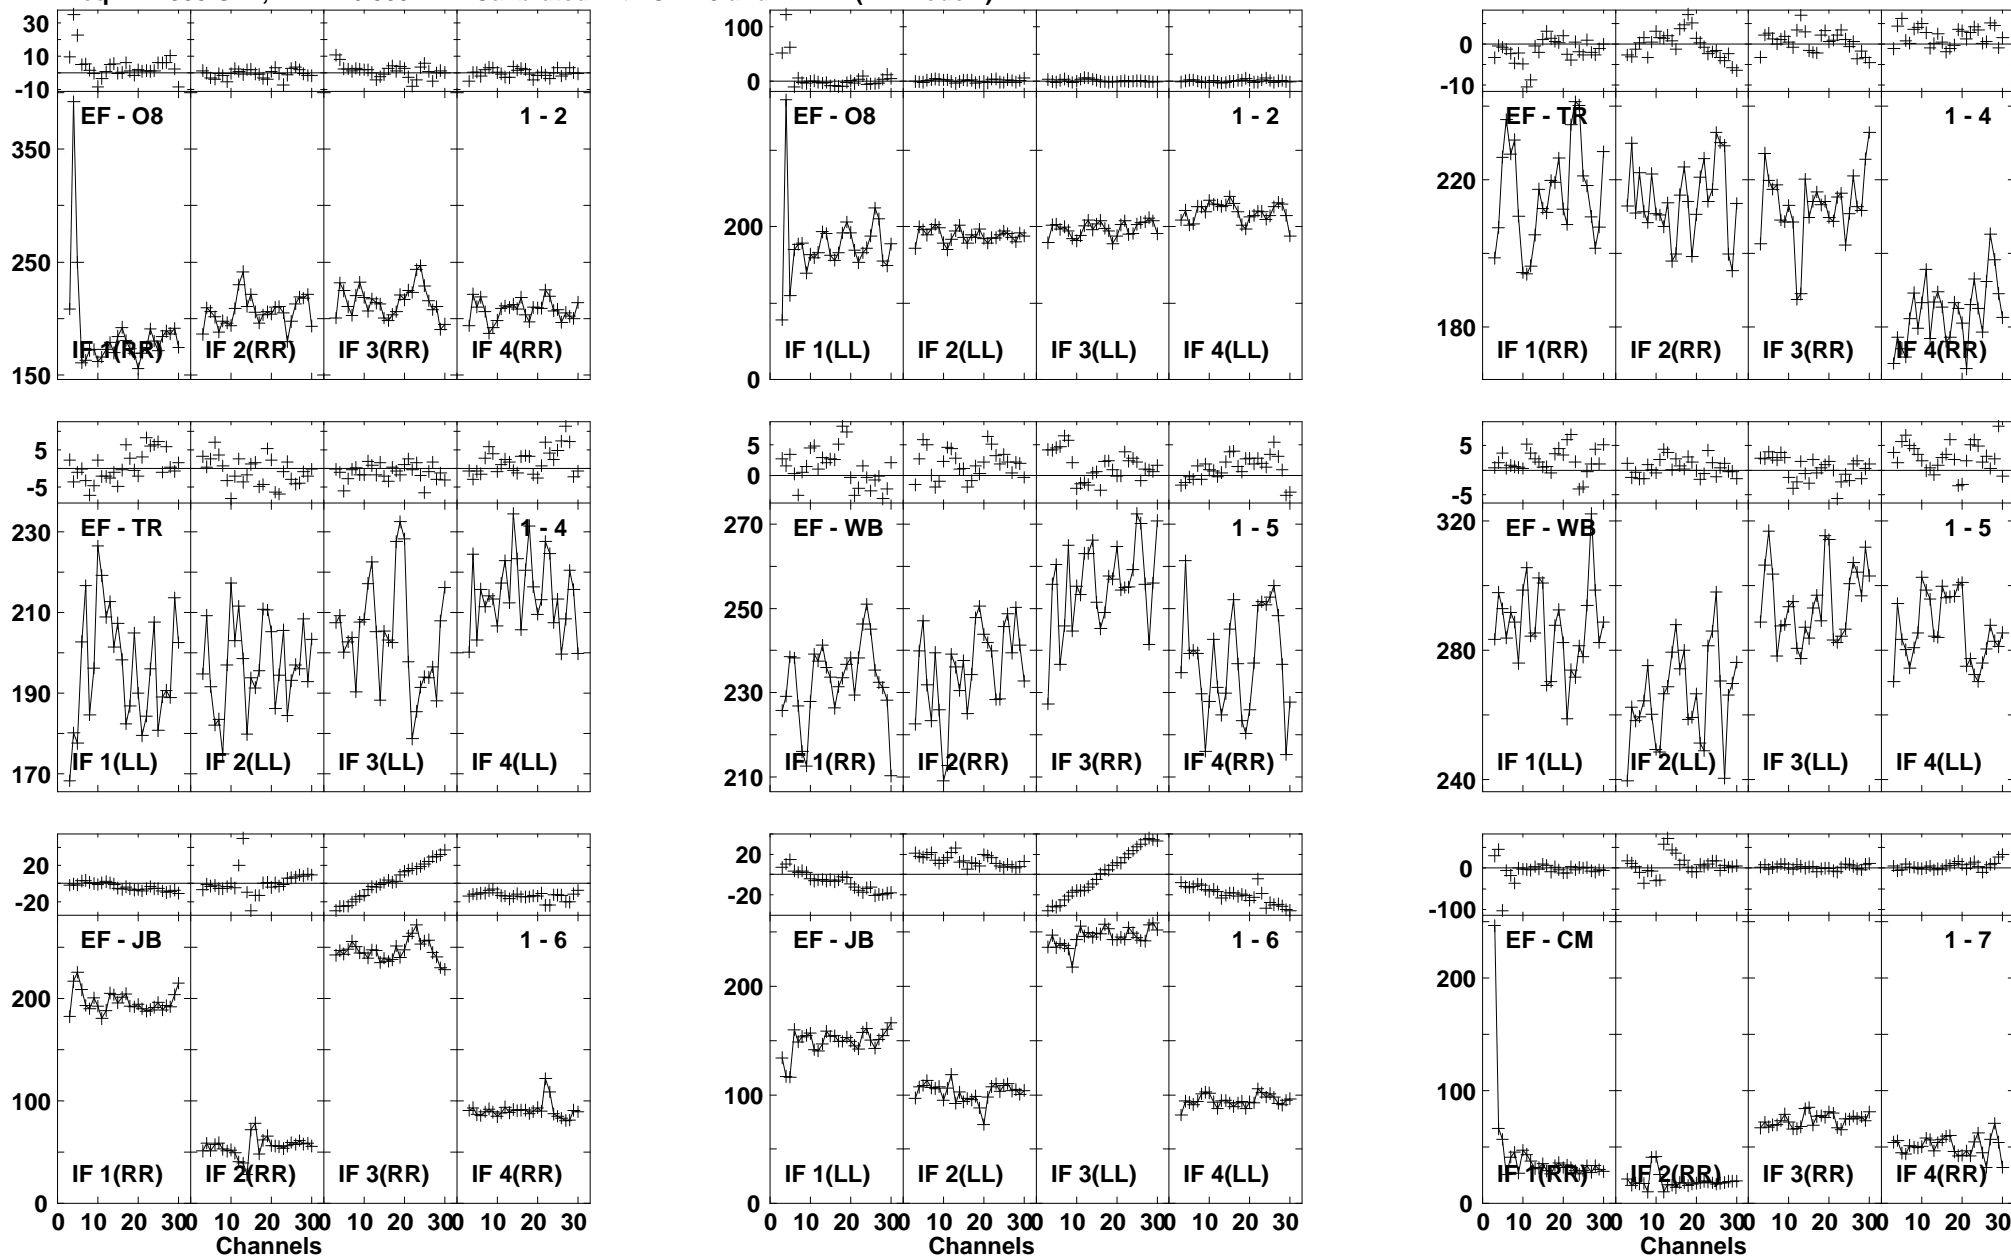 30
10
-10
EF - O8
1 - 2
350
250
150
IF 1(RR)
IF 2(RR)
IF 3(RR)
IF 4(RR)
100
0
EF - O8
1 - 2
200
0
IF 1(LL)
IF 2(LL)
IF 3(LL)
IF 4(LL)
0
-10
EF - TR
1 - 4
220
180
IF 1(RR)
IF 2(RR)
IF 3(RR)
IF 4(RR)
5
-5
EF - TR
1 - 4
230
210
190
170
IF 1(LL)
IF 2(LL)
IF 3(LL)
IF 4(LL)
5
0
EF - WB
1 - 5
270
250
230
210
IF 1(RR)
IF 2(RR)
IF 3(RR)
IF 4(RR)
5
-5
EF - WB
1 - 5
320
280
240
IF 1(LL)
IF 2(LL)
IF 3(LL)
IF 4(LL)
20
-20
EF - JB
1 - 6
200
100
0
IF 1(RR)
IF 2(RR)
IF 3(RR)
IF 4(RR)
0 10 20 30 0 10 20 30 0 10 20 30 0 10 20 30
Channels
20
-20
EF - JB
1 - 6
200
100
0
IF 1(LL)
IF 2(LL)
IF 3(LL)
IF 4(LL)
0 10 20 30 0 10 20 30 0 10 20 30 0 10 20 30
Channels
0
-100
EF - CM
1 - 7
200
100
0
IF 1(RR)
IF 2(RR)
IF 3(RR)
IF 4(RR)
0 10 20 30 0 10 20 30 0 10 20 30 0 10 20 30
Channels